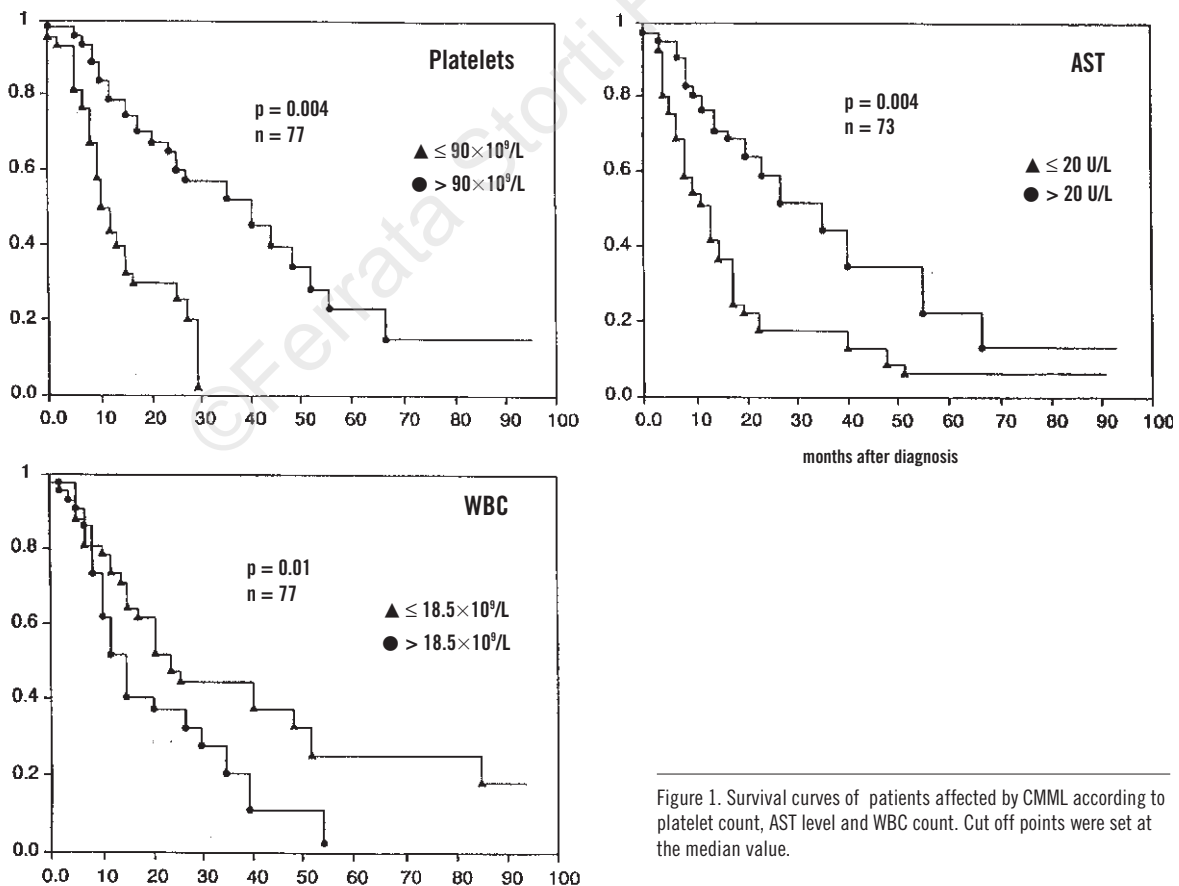 ©Ferrata Storti
Platelets
p = 0.004
n = 77
▲ ≤ 90×10⁹/L
● > 90×10⁹/L
1
0.8
0.6
0.4
0.2
0.0
0.0 10 20 30 40 50 60 70 80 90 100
AST
p = 0.004
n = 73
▲ ≤ 20 U/L
● > 20 U/L
1
0.8
0.6
0.4
0.2
0.0
0.0 10 20 30 40 50 60 70 80 90 100
months after diagnosis
WBC
p = 0.01
n = 77
▲ ≤ 18.5×10⁹/L
● > 18.5×10⁹/L
1
0.8
0.6
0.4
0.2
0.0
0.0 10 20 30 40 50 60 70 80 90 100
Figure 1. Survival curves of patients affected by CMML according to
platelet count, AST level and WBC count. Cut off points were set at
the median value.